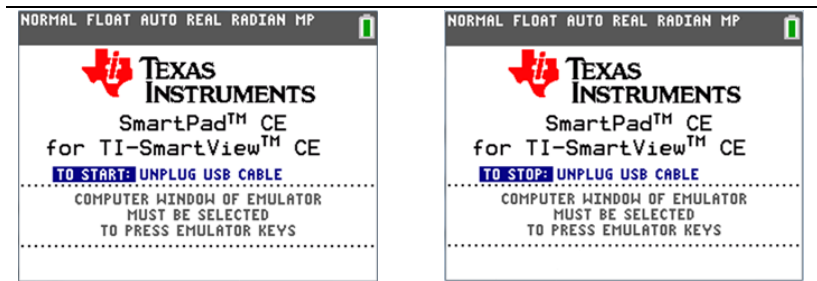 NORMAL FLOAT AUTO REAL RADIAN MP
TEXAS
INSTRUMENTS
SmartPad™ CE
for TI-SmartView™ CE
TO START: UNPLUG USB CABLE
COMPUTER WINDOW OF EMULATOR
MUST BE SELECTED
TO PRESS EMULATOR KEYS
NORMAL FLOAT AUTO REAL RADIAN MP
TEXAS
INSTRUMENTS
SmartPad™ CE
for TI-SmartView™ CE
TO STOP: UNPLUG USB CABLE
COMPUTER WINDOW OF EMULATOR
MUST BE SELECTED
TO PRESS EMULATOR KEYS